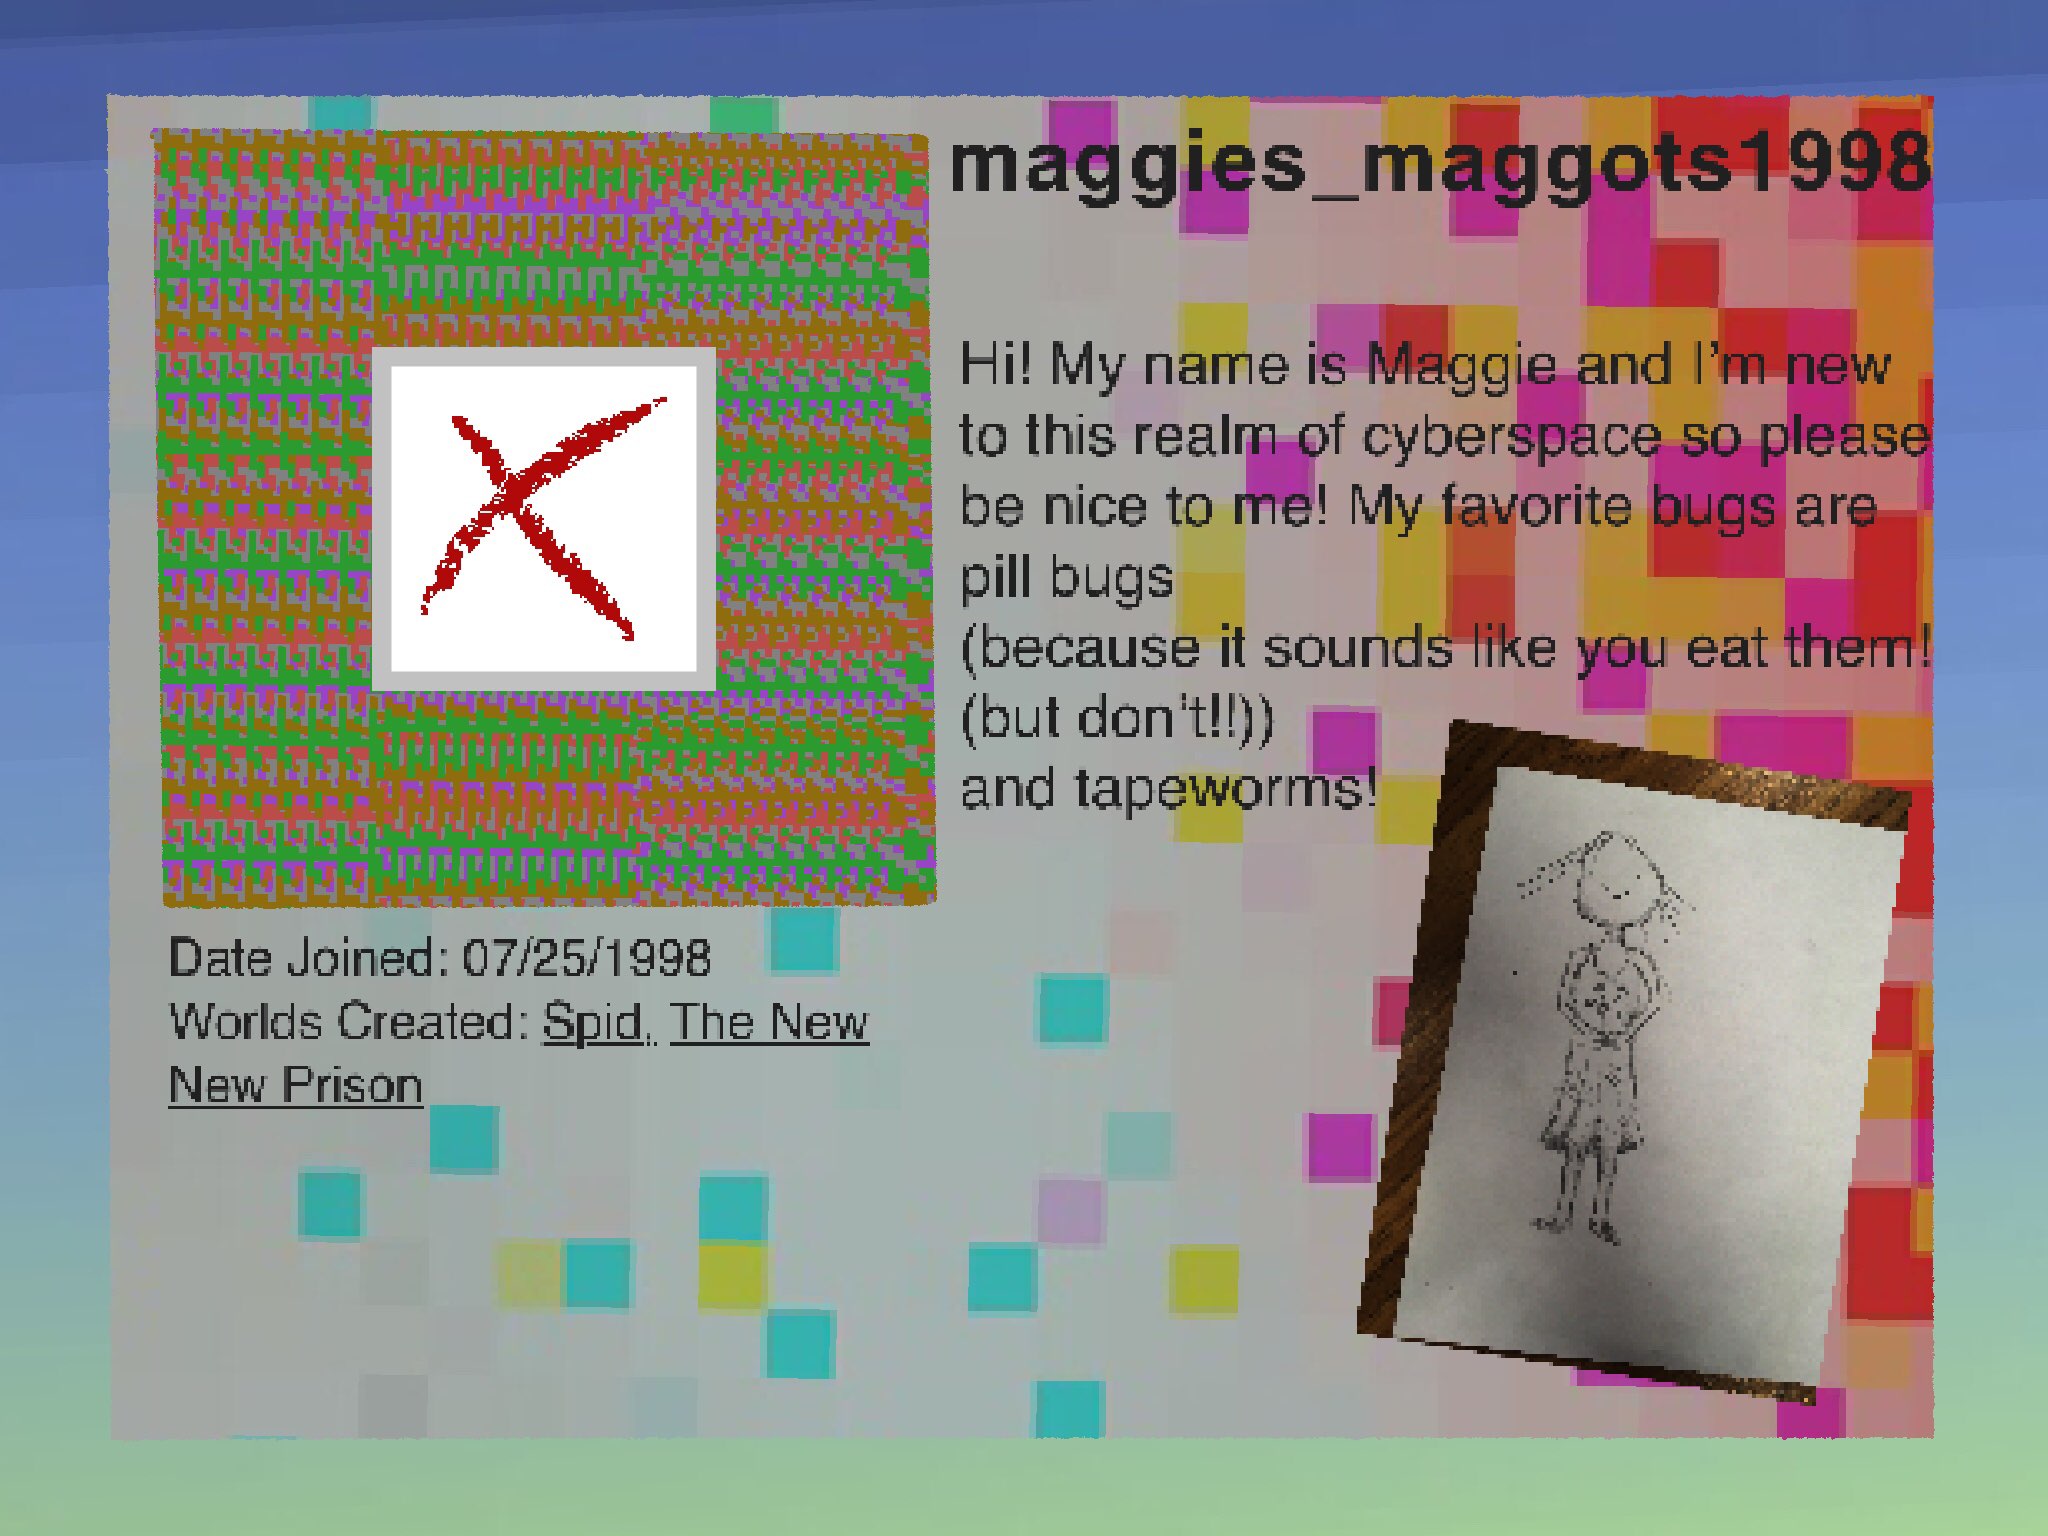 maggies_maggots1998
Hi! My name is Maggie and I'm new
to this realm of cyberspace so please
be nice to me! My favorite bugs are
pill bugs
(because it sounds like you eat them!
(but don't!!))
and tapeworms!
Date Joined: 07/25/1998
Worlds Created: Spid, The New
New Prison